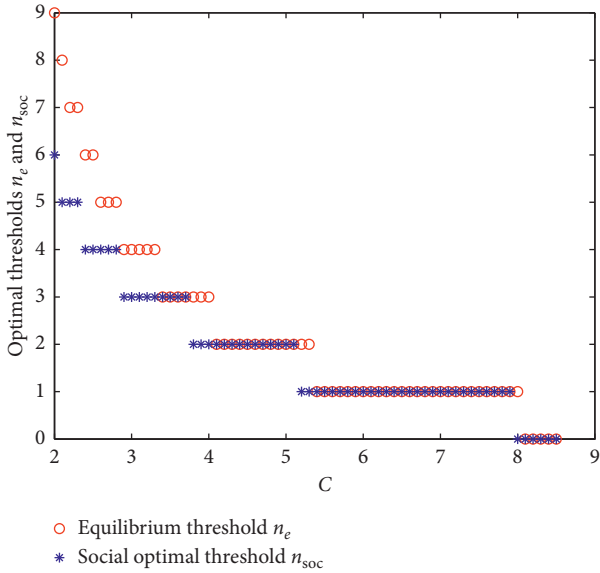 9
8
7
6
5
4
3
2
1
0
Optimal thresholds n_e and n_soc
2 3 4 5 6 7 8 9
C
Equilibrium threshold n_e
Social optimal threshold n_soc